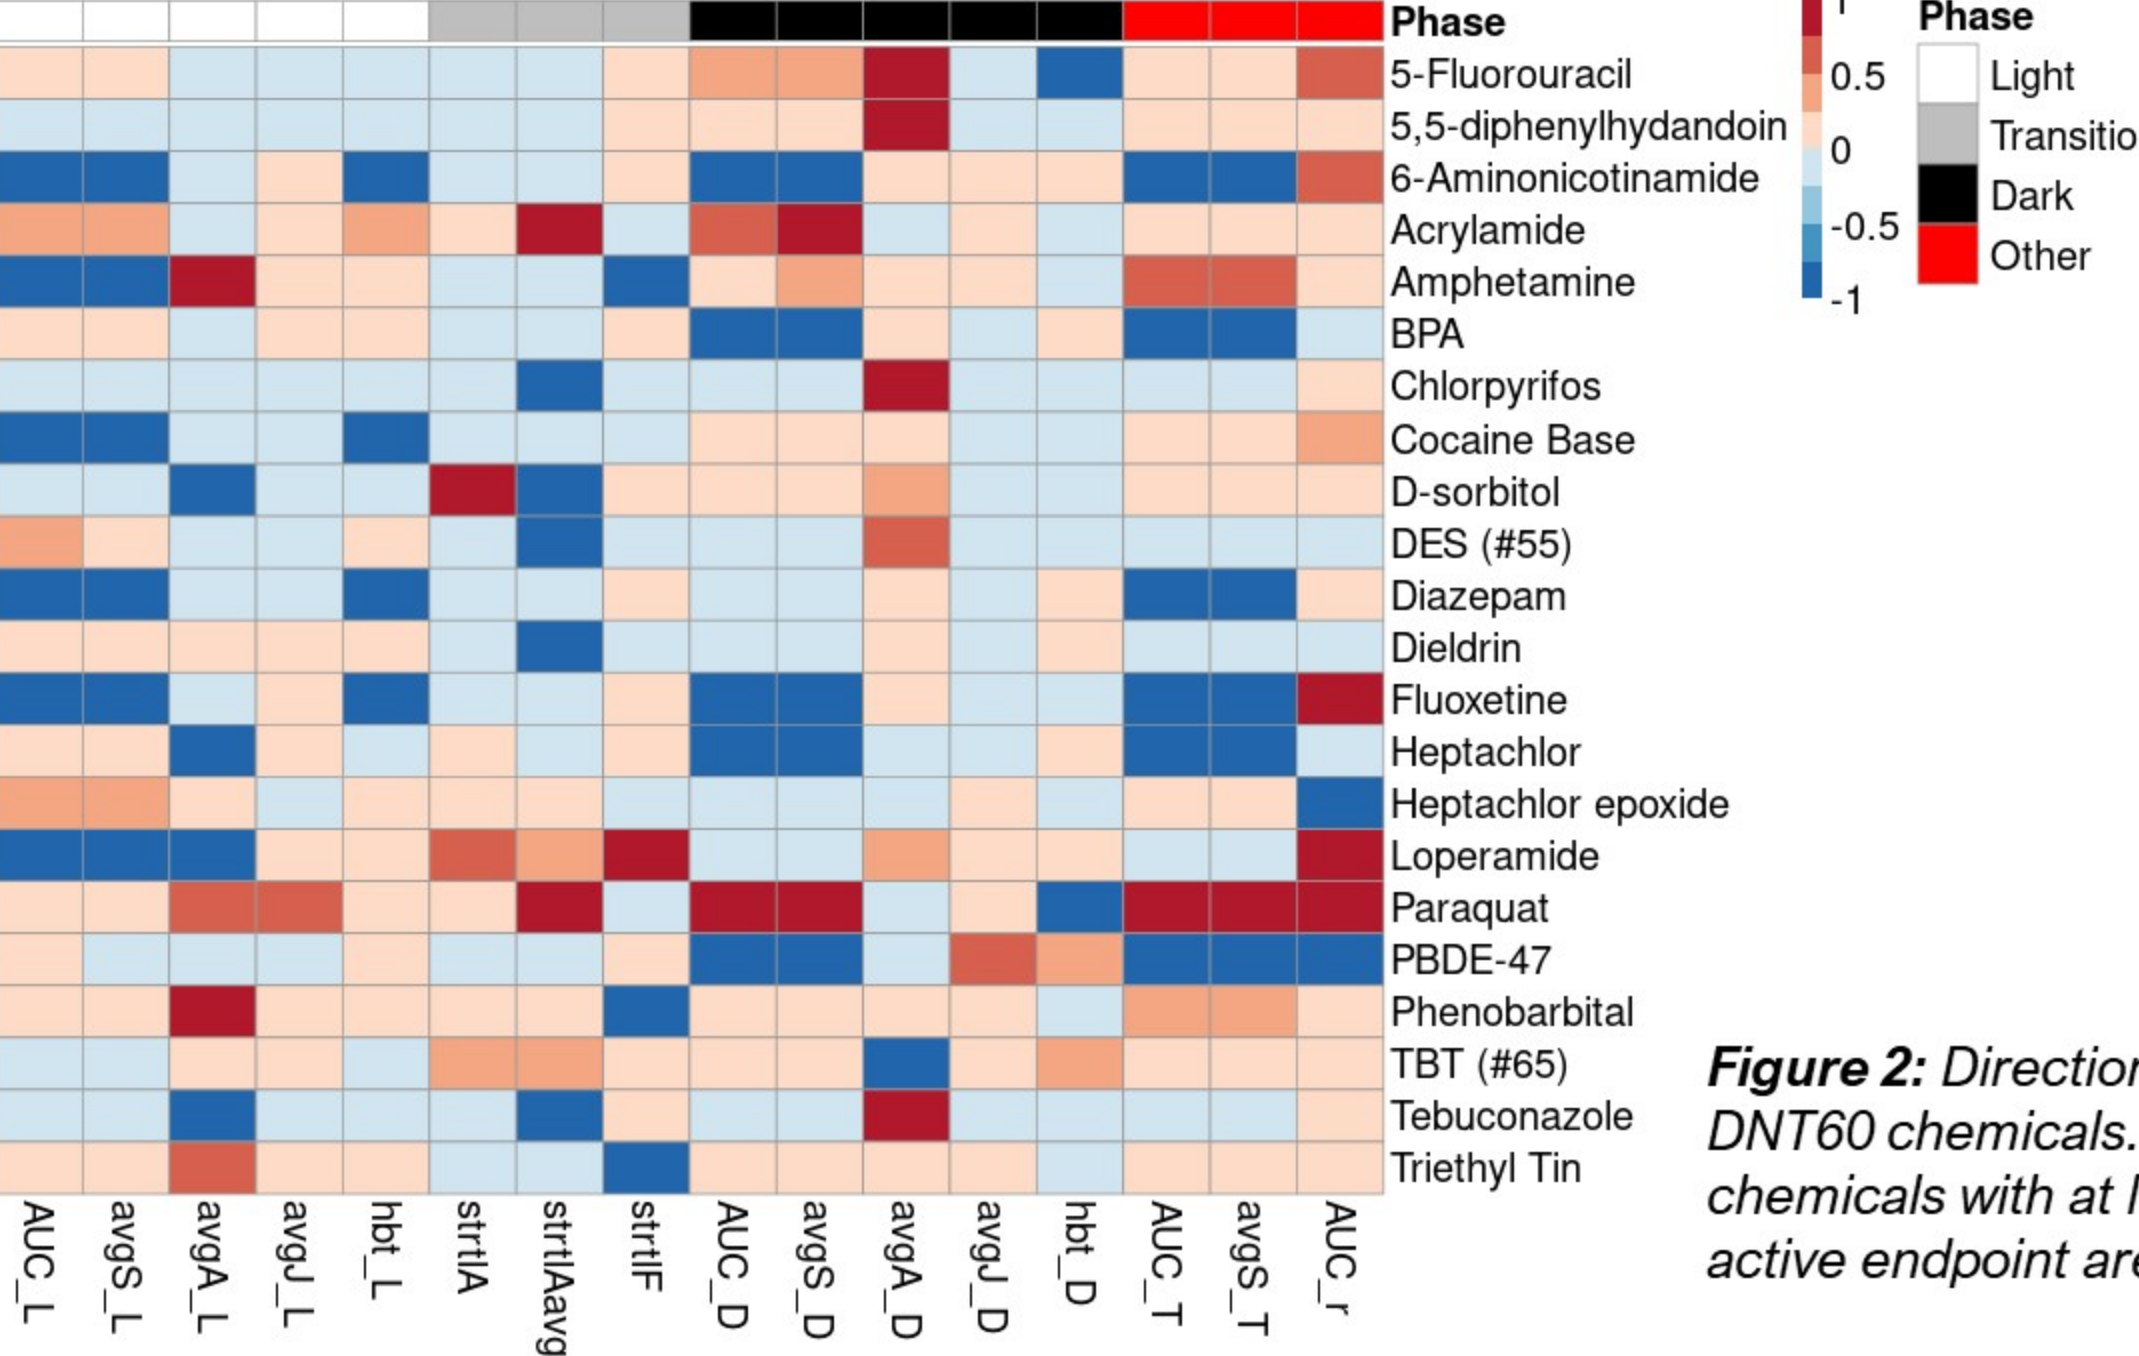 Phase
5-Fluorouracil
5,5-diphenylhydandoin
6-Aminonicotinamide
Acrylamide
Amphetamine
BPA
Chlorpyrifos
Cocaine Base
D-sorbitol
DES (#55)
Diazepam
Dieldrin
Fluoxetine
Heptachlor
Heptachlor epoxide
Loperamide
Paraquat
PBDE-47
Phenobarbital
TBT (#65)
Tebuconazole
Triethyl Tin
AUC_L
avgS_L
avgA_L
avgJ_L
hbt_L
strtlA
strtlAavg
strtlF
AUC_D
avgS_D
avgA_D
avgJ_D
hbt_D
AUC_T
avgS_T
AUC_r
1
0.5
0
-0.5
-1
Phase
Light
Transitio
Dark
Other
Figure 2: Direction
DNT60 chemicals.
chemicals with at l
active endpoint are